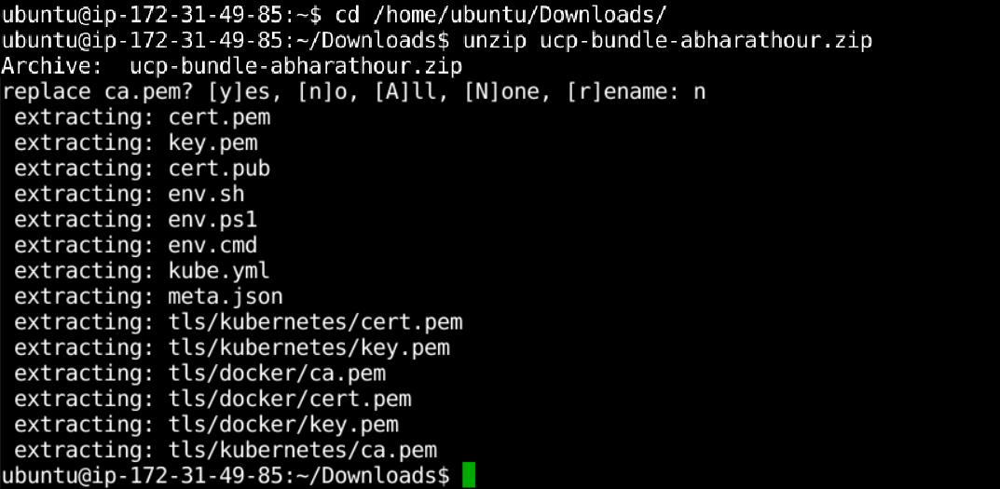 ubuntu@ip-172-31-49-85:~$ cd /home/ubuntu/Downloads/
ubuntu@ip-172-31-49-85:~/Downloads$ unzip ucp-bundle-abharathour.zip
Archive:  ucp-bundle-abharathour.zip
replace ca.pem? [y]es, [n]o, [A]ll, [N]one, [r]ename: n
 extracting: cert.pem
 extracting: key.pem
 extracting: cert.pub
 extracting: env.sh
 extracting: env.ps1
 extracting: env.cmd
 extracting: kube.yml
 extracting: meta.json
 extracting: tls/kubernetes/cert.pem
 extracting: tls/kubernetes/key.pem
 extracting: tls/docker/ca.pem
 extracting: tls/docker/cert.pem
 extracting: tls/docker/key.pem
 extracting: tls/kubernetes/ca.pem
ubuntu@ip-172-31-49-85:~/Downloads$